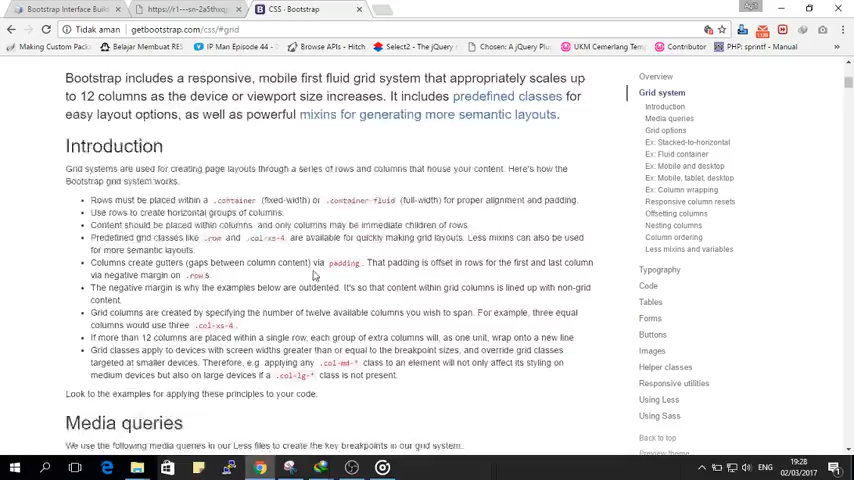 Bootstrap Interface Build
https://r1---sn-2a5thxqp
CSS · Bootstrap
Agit
Tidak aman
getbootstrap.com/css/#grid
Making Custom Pack
Belajar Membuat RES
IN Map Episode 44 -
Browse APIs - Hitch
Select2 - The jQuery
Chosen: A jQuery Plu
UKM Cemerlang Temp
Contributor
PHP: sprintf - Manual
Bootstrap includes a responsive, mobile first fluid grid system that appropriately scales up
to 12 columns as the device or viewport size increases. It includes predefined classes for
easy layout options, as well as powerful mixins for generating more semantic layouts.
Introduction
Grid systems are used for creating page layouts through a series of rows and columns that house your content. Here's how the
Bootstrap grid system works.
Rows must be placed within a .container (fixed-width) or .container-fluid (full-width) for proper alignment and padding.
Use rows to create horizontal groups of columns.
Content should be placed within columns, and only columns may be immediate children of rows.
Predefined grid classes like .row and .col-xs-4 are available for quickly making grid layouts. Less mixins can also be used
for more semantic layouts.
Columns create gutters (gaps between column content) via padding. That padding is offset in rows for the first and last column
via negative margin on .rows.
The negative margin is why the examples below are outdented. It's so that content within grid columns is lined up with non-grid
content.
Grid columns are created by specifying the number of twelve available columns you wish to span. For example, three equal
columns would use three .col-xs-4.
If more than 12 columns are placed within a single row, each group of extra columns will, as one unit, wrap onto a new line
Grid classes apply to devices with screen widths greater than or equal to the breakpoint sizes, and override grid classes
targeted at smaller devices. Therefore, e.g. applying any .col-md-* class to an element will not only affect its styling on
medium devices but also on large devices if a .col-lg-* class is not present.
Look to the examples for applying these principles to your code.
Media queries
We use the following media queries in our Less files to create the key breakpoints in our grid system.
Overview
Grid system
Introduction
Media queries
Grid options
Ex: Stacked-to-horizontal
Ex: Fluid container
Ex: Mobile and desktop
Ex: Mobile, tablet, desktop
Ex: Column wrapping
Responsive column resets
Offsetting columns
Nesting columns
Column ordering
Less mixins and variables
Typography
Code
Tables
Forms
Buttons
Images
Helper classes
Responsive utilities
Using Less
Using Sass
Back to top
Preview theme
ENG
19:28
02/03/2017